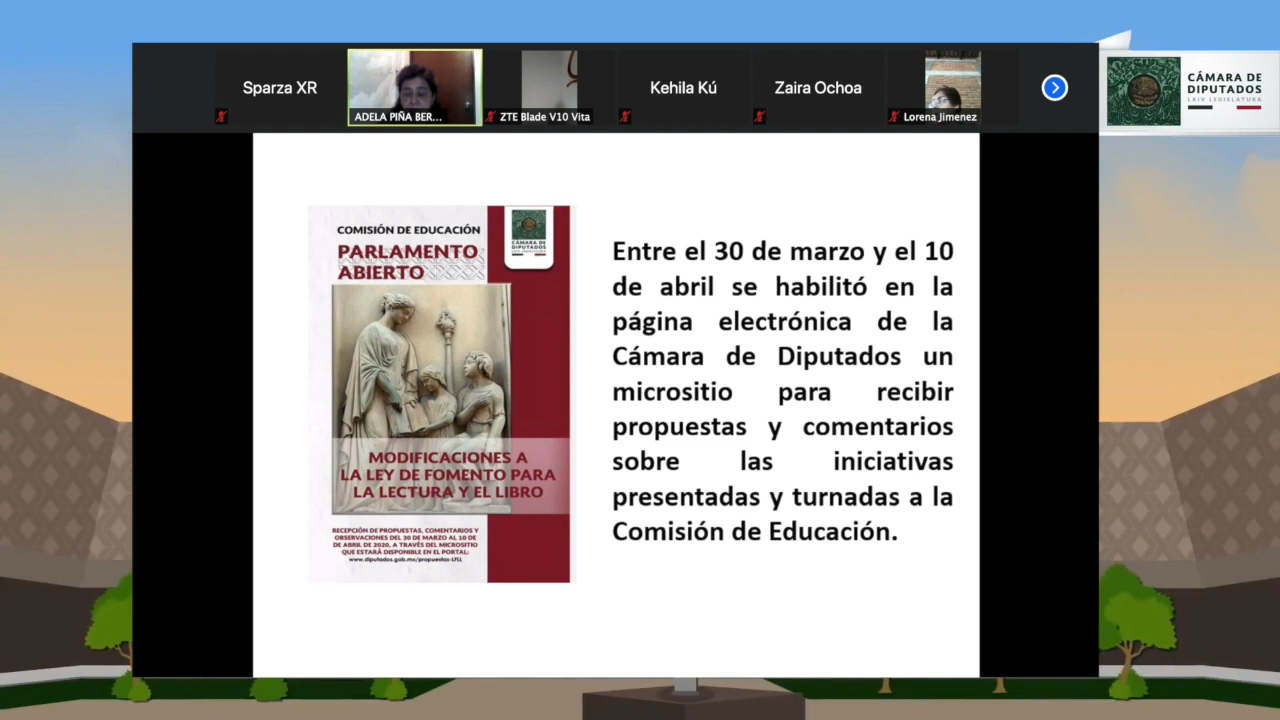 Sparza XR
ADELA PIÑA BER...
ZTE Blade V10 Vita
Kehila Kú
Zaira Ochoa
Lorena Jimenez
CÁMARA DE
DIPUTADOS
LXIV LEGISLATURA
COMISIÓN DE EDUCACIÓN
PARLAMENTO
ABIERTO
CÁMARA DE
DIPUTADOS
MODIFICACIONES A
LA LEY DE FOMENTO PARA
LA LECTURA Y EL LIBRO
RECEPCIÓN DE PROPUESTAS, COMENTARIOS Y
OBSERVACIONES DEL 30 DE MARZO AL 10 DE
DE ABRIL DE 2020, A TRAVÉS DEL MICROSITIO
QUE ESTARÁ DISPONIBLE EN EL PORTAL:
www.diputados.gob.mx/propuestas-LFLL
Entre el 30 de marzo y el 10
de abril se habilitó en la
página electrónica de la
Cámara de Diputados un
micrositio para recibir
propuestas y comentarios
sobre las iniciativas
presentadas y turnadas a la
Comisión de Educación.